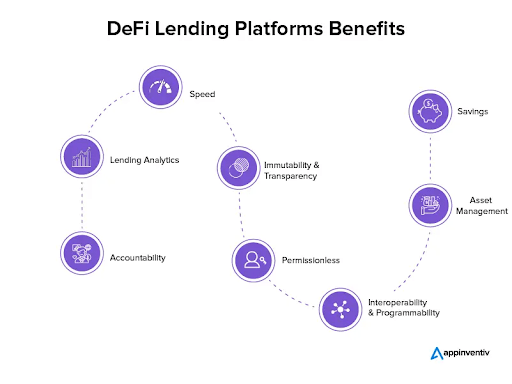 DeFi Lending Platforms Benefits
Speed
Savings
Lending Analytics
Immutability &
Transparency
Asset
Management
Accountability
Permissionless
Interoperability
& Programmability
appinventiv